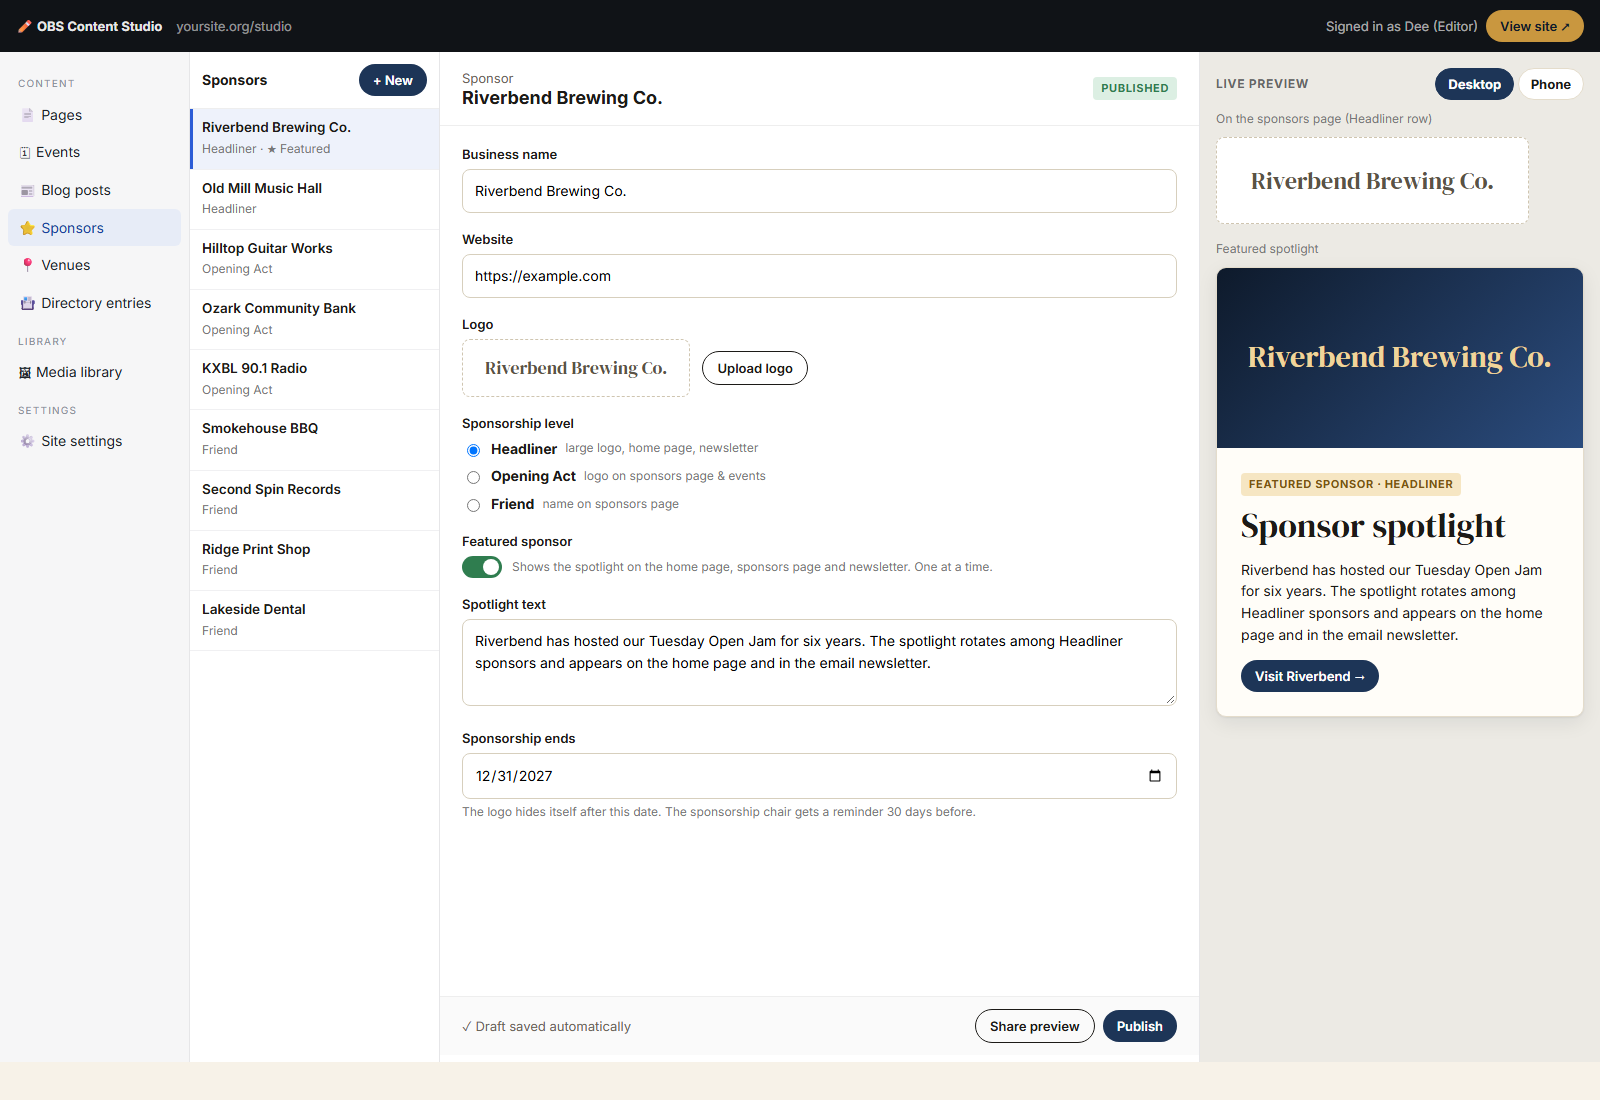 OBS Content Studio yoursite.org/studio
Signed in as Dee (Editor)
View site ↗
CONTENT
Pages
Events
Blog posts
Sponsors
Venues
Directory entries
LIBRARY
Media library
SETTINGS
Site settings
Sponsors
+ New
Riverbend Brewing Co.
Headliner · ★ Featured
Old Mill Music Hall
Headliner
Hilltop Guitar Works
Opening Act
Ozark Community Bank
Opening Act
KXBL 90.1 Radio
Opening Act
Smokehouse BBQ
Friend
Second Spin Records
Friend
Ridge Print Shop
Friend
Lakeside Dental
Friend
Sponsor
Riverbend Brewing Co.
PUBLISHED
Business name
Riverbend Brewing Co.
Website
https://example.com
Logo
Riverbend Brewing Co.
Upload logo
Sponsorship level
Headliner large logo, home page, newsletter
Opening Act logo on sponsors page & events
Friend name on sponsors page
Featured sponsor
Shows the spotlight on the home page, sponsors page and newsletter. One at a time.
Spotlight text
Riverbend has hosted our Tuesday Open Jam for six years. The spotlight rotates among Headliner
sponsors and appears on the home page and in the email newsletter.
Sponsorship ends
12/31/2027
The logo hides itself after this date. The sponsorship chair gets a reminder 30 days before.
✓ Draft saved automatically
Share preview
Publish
LIVE PREVIEW
Desktop
Phone
On the sponsors page (Headliner row)
Riverbend Brewing Co.
Featured spotlight
Riverbend Brewing Co.
FEATURED SPONSOR · HEADLINER
Sponsor spotlight
Riverbend has hosted our Tuesday Open Jam
for six years. The spotlight rotates among
Headliner sponsors and appears on the home
page and in the email newsletter.
Visit Riverbend →